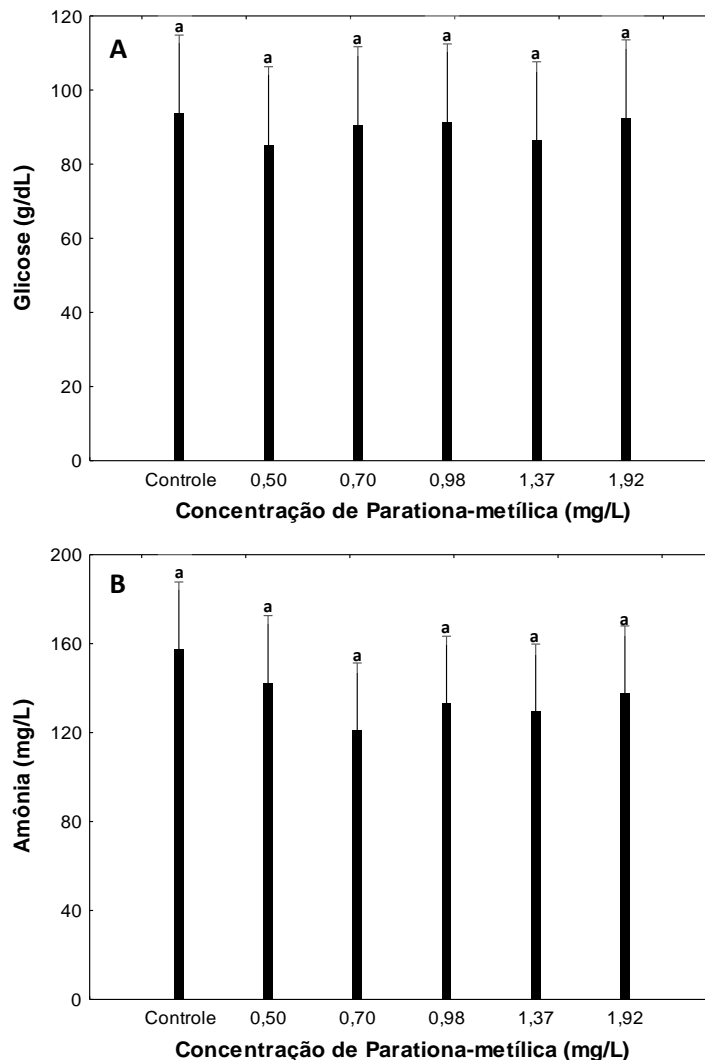 120
A
a a a a a a
100
80
60
40
20
0
Glicose (g/dL)
Controle 0,50 0,70 0,98 1,37 1,92
Concentração de Parationa-metílica (mg/L)
200
B
a a a a a a
160
120
80
40
0
Amônia (mg/L)
Controle 0,50 0,70 0,98 1,37 1,92
Concentração de Parationa-metílica (mg/L)